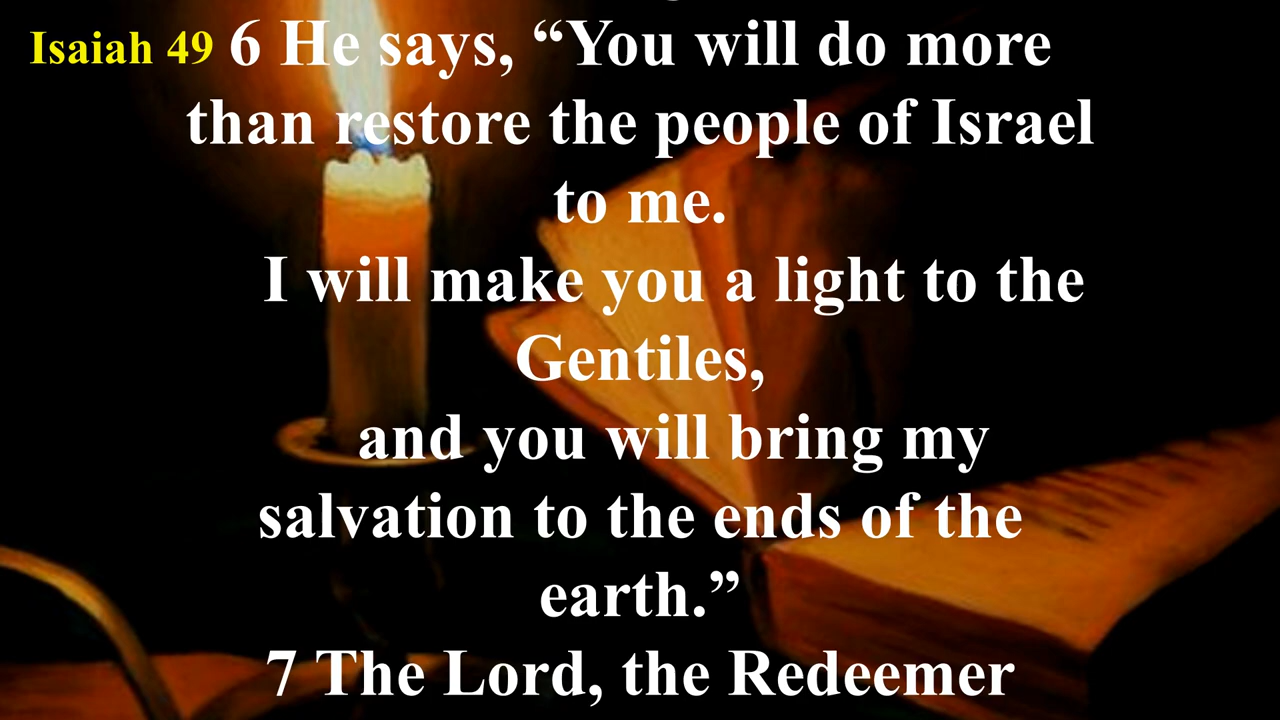 Isaiah 49 6 He says, “You will do more
than restore the people of Israel
to me.
I will make you a light to the
Gentiles,
and you will bring my
salvation to the ends of the
earth.”
7 The Lord, the Redeemer